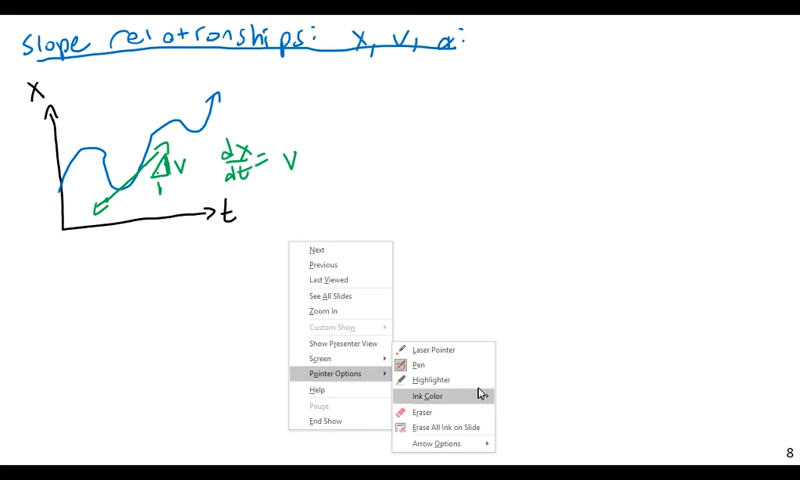 slope relationships: x, v, a:
x
v
1
dx/dt = v
t
Next
Previous
Last Viewed
See All Slides
Zoom In
Custom Show
Show Presenter View
Screen
Pointer Options
Help
Pause
End Show
Laser Pointer
Pen
Highlighter
Ink Color
Eraser
Erase All Ink on Slide
Arrow Options
8